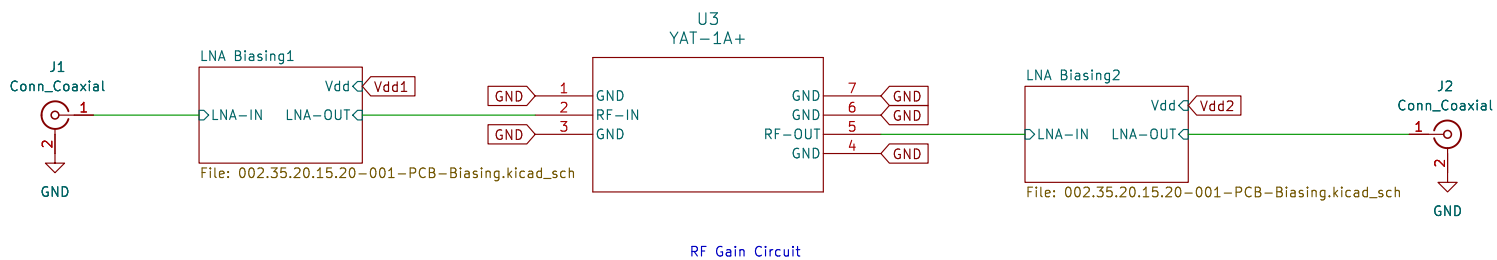 J1
Conn_Coaxial
1
2
GND
LNA Biasing1
Vdd
Vdd1
LNA-IN
LNA-OUT
File: 002.35.20.15.20-001-PCB-Biasing.kicad_sch
U3
YAT-1A+
GND
1
GND
2
RF-IN
GND
3
GND
GND
7
GND
GND
6
GND
RF-OUT
5
GND
4
GND
LNA Biasing2
Vdd
Vdd2
LNA-IN
LNA-OUT
File: 002.35.20.15.20-001-PCB-Biasing.kicad_sch
J2
Conn_Coaxial
1
2
GND
RF Gain Circuit